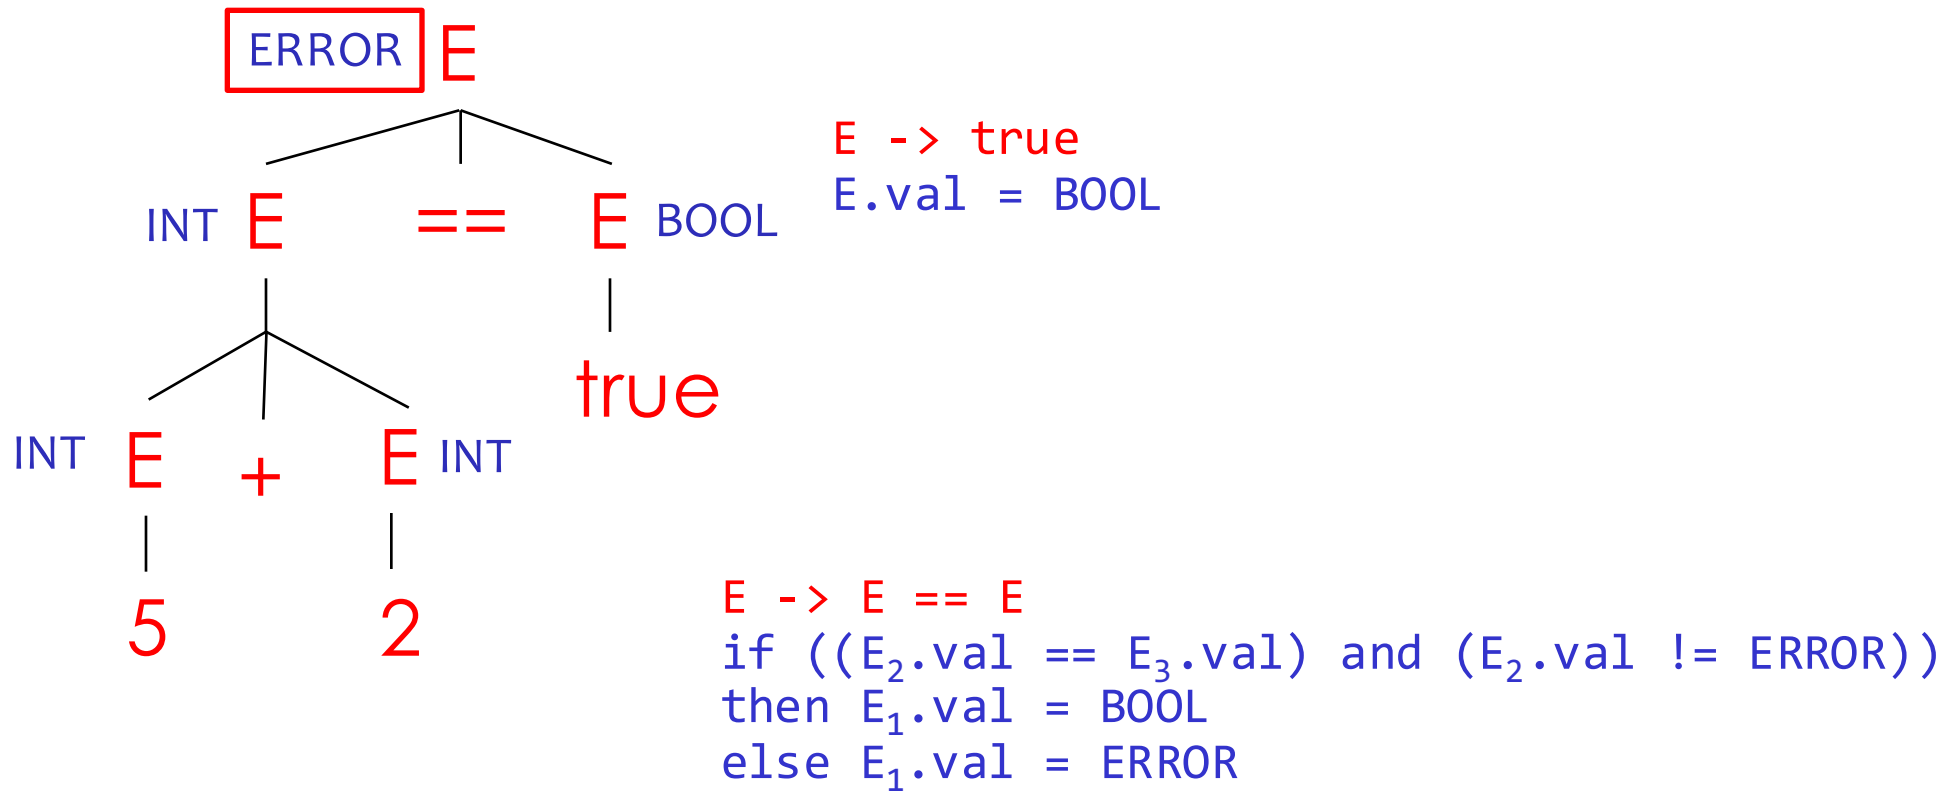 ERROR E
E -> true
E.val = BOOL
INT E == E BOOL
true
INT E + E INT
5 2
E -> E == E
if ((E₂.val == E₃.val) and (E₂.val != ERROR))
then E₁.val = BOOL
else E₁.val = ERROR